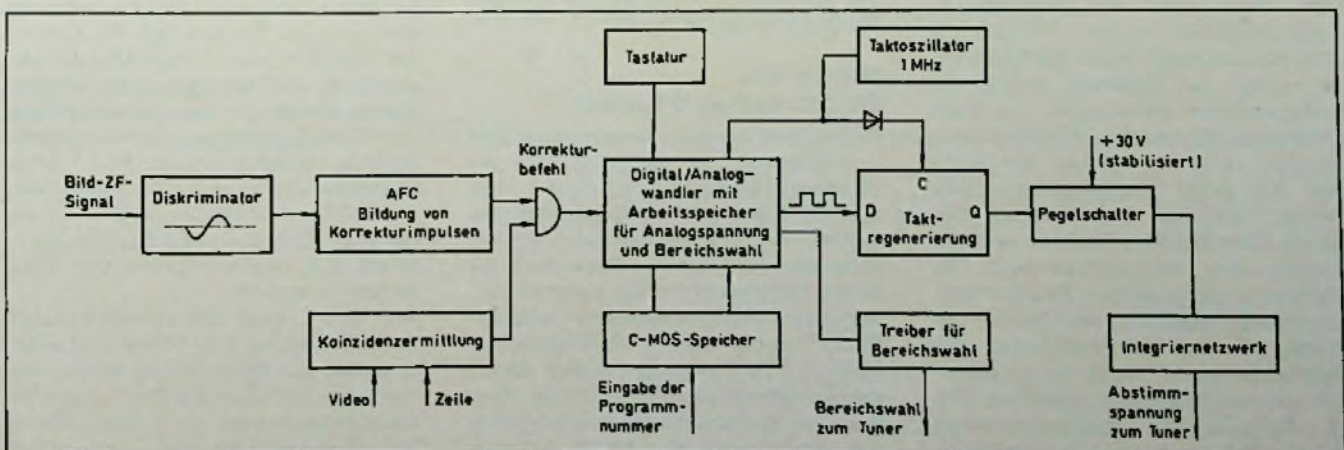 Tastatur
Taktoszillator
1 MHz
Bild-ZF-
Signal
Diskriminator
AFC
Bildung von
Korrekturimpulsen
Korrektur-
befehl
Digital/Analog-
wandler mit
Arbeitsspeicher
für Analogspannung
und Bereichswahl
D
C
Q
Takt-
regenerierung
+30V
(stabilisiert)
Pegelschalter
Koinzidenzermittlung
Video
Zeile
C-MOS-Speicher
Eingabe der
Programm-
nummer
Treiber für
Bereichswahl
Bereichswahl
zum Tuner
Integriernetzwerk
Abstimm-
spannung
zum Tuner